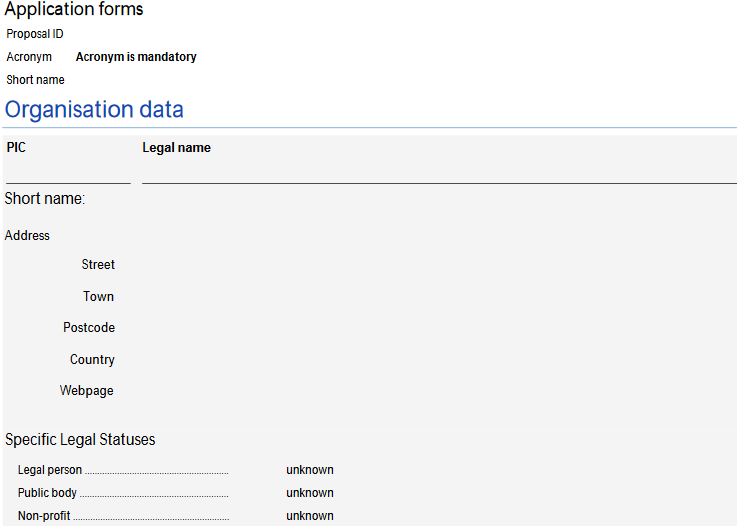 Application forms
Proposal ID
Acronym Acronym is mandatory
Short name
Organisation data
PIC Legal name
Short name:
Address
Street
Town
Postcode
Country
Webpage
Specific Legal Statuses
Legal person ........................................................ unknown
Public body .......................................................... unknown
Non-profit ............................................................ unknown